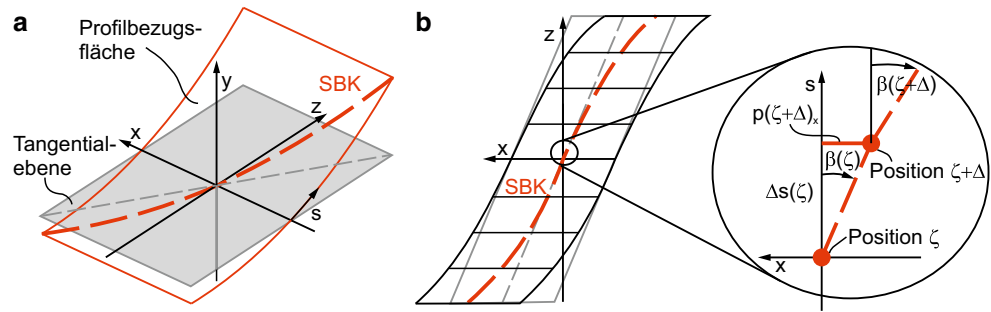 a
Profilbezugs-
fläche
y
SBK
z
x
Tangential-
ebene
s
b
z
x
SBK
s
β(ζ+Δ)
p(ζ+Δ)ₓ
β(ζ)
Position ζ+Δ
Δs(ζ)
Position ζ
x